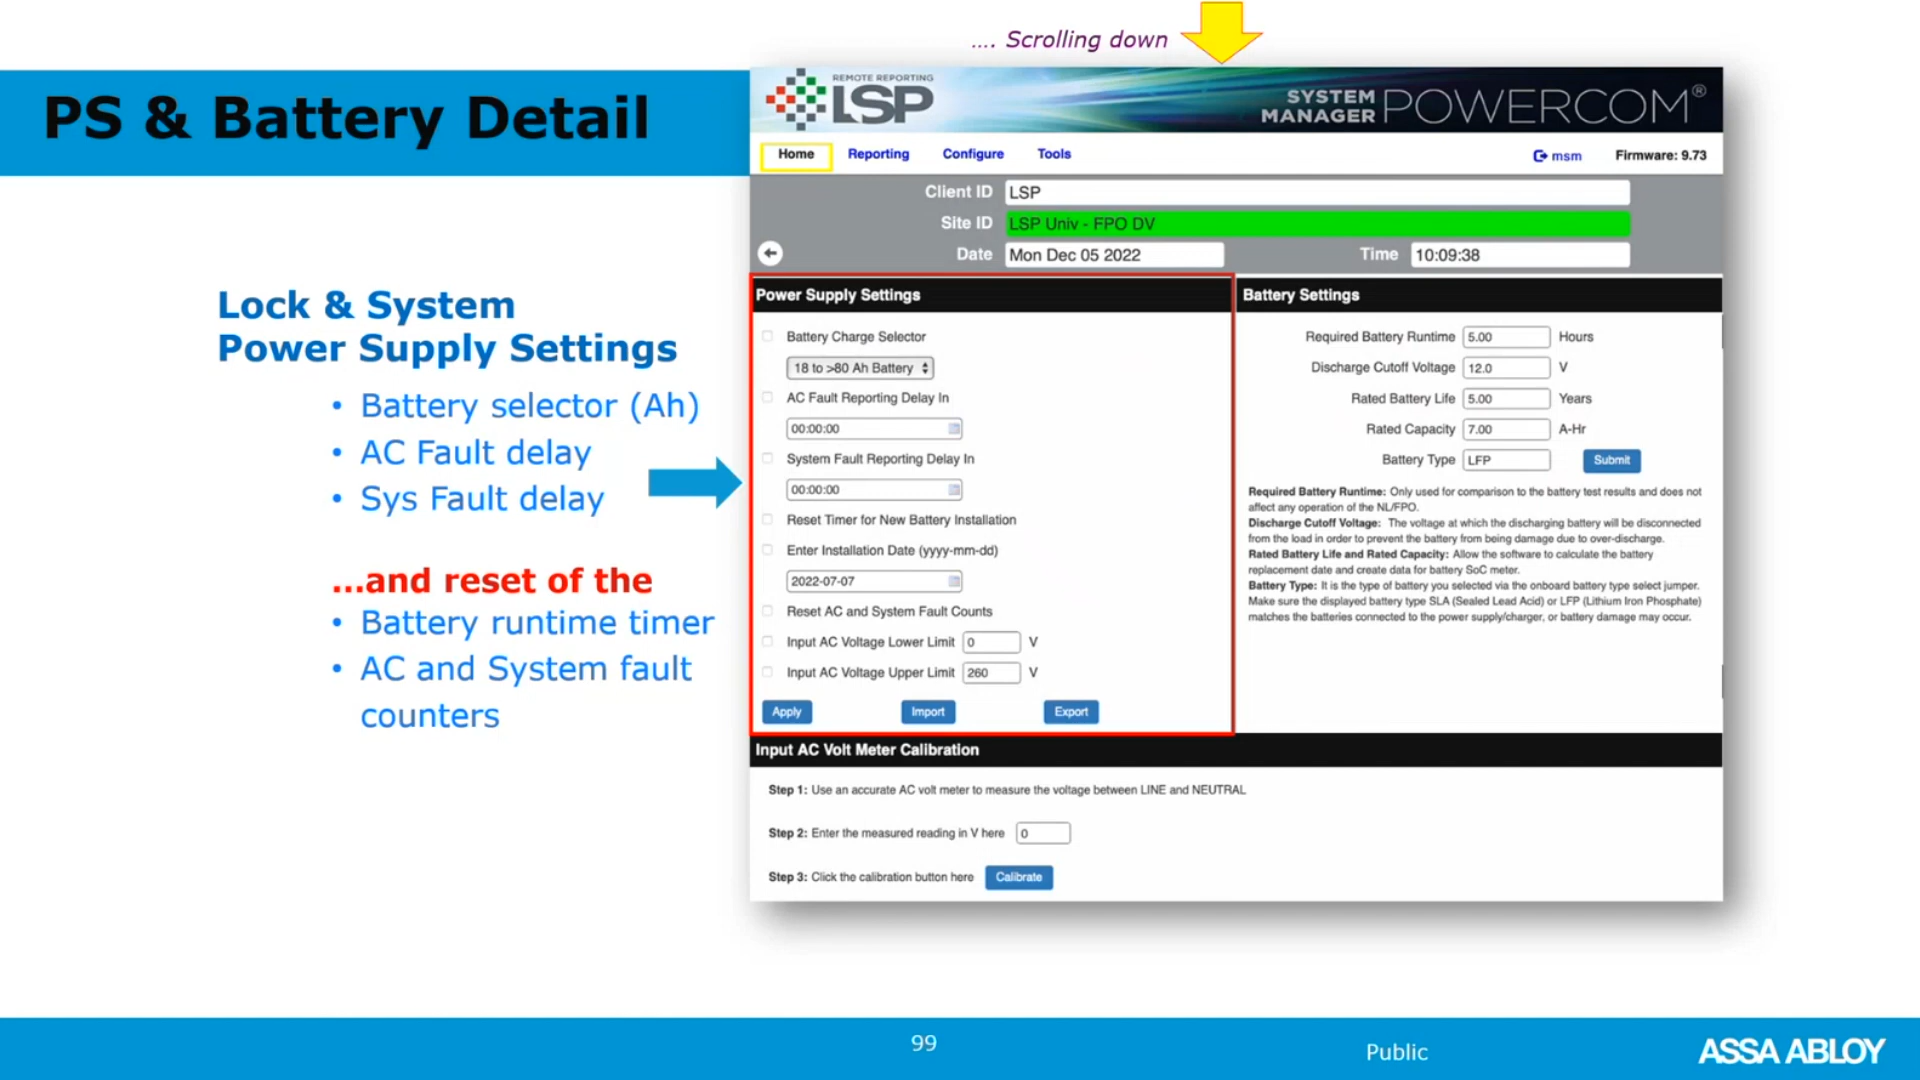 .... Scrolling down
PS & Battery Detail
Lock & System
Power Supply Settings
• Battery selector (Ah)
• AC Fault delay
• Sys Fault delay
...and reset of the
• Battery runtime timer
• AC and System fault
counters
REMOTE REPORTING
LSP
SYSTEM
MANAGER POWERCOM®
Home Reporting Configure Tools msm Firmware: 9.73
Client ID LSP
Site ID LSP Univ - FPO DV
Date Mon Dec 05 2022 Time 10:09:38
Power Supply Settings
Battery Charge Selector
18 to >80 Ah Battery
AC Fault Reporting Delay In
00:00:00
System Fault Reporting Delay In
00:00:00
Reset Timer for New Battery Installation
Enter Installation Date (yyyy-mm-dd)
2022-07-07
Reset AC and System Fault Counts
Input AC Voltage Lower Limit 0 V
Input AC Voltage Upper Limit 260 V
Apply Import Export
Battery Settings
Required Battery Runtime 5.00 Hours
Discharge Cutoff Voltage 12.0 V
Rated Battery Life 5.00 Years
Rated Capacity 7.00 A-Hr
Battery Type LFP Submit
Required Battery Runtime: Only used for comparison to the battery test results and does not
affect any operation of the NL/FPO.
Discharge Cutoff Voltage: The voltage at which the discharging battery will be disconnected
from the load in order to prevent the battery from being damage due to over-discharge.
Rated Battery Life and Rated Capacity: Allow the software to calculate the battery
replacement date and create data for battery SoC meter.
Battery Type: It is the type of battery you selected via the onboard battery type select jumper.
Make sure the displayed battery type SLA (Sealed Lead Acid) or LFP (Lithium Iron Phosphate)
matches the batteries connected to the power supply/charger, or battery damage may occur.
Input AC Volt Meter Calibration
Step 1: Use an accurate AC volt meter to measure the voltage between LINE and NEUTRAL
Step 2: Enter the measured reading in V here 0
Step 3: Click the calibration button here Calibrate
99
Public
ASSA ABLOY